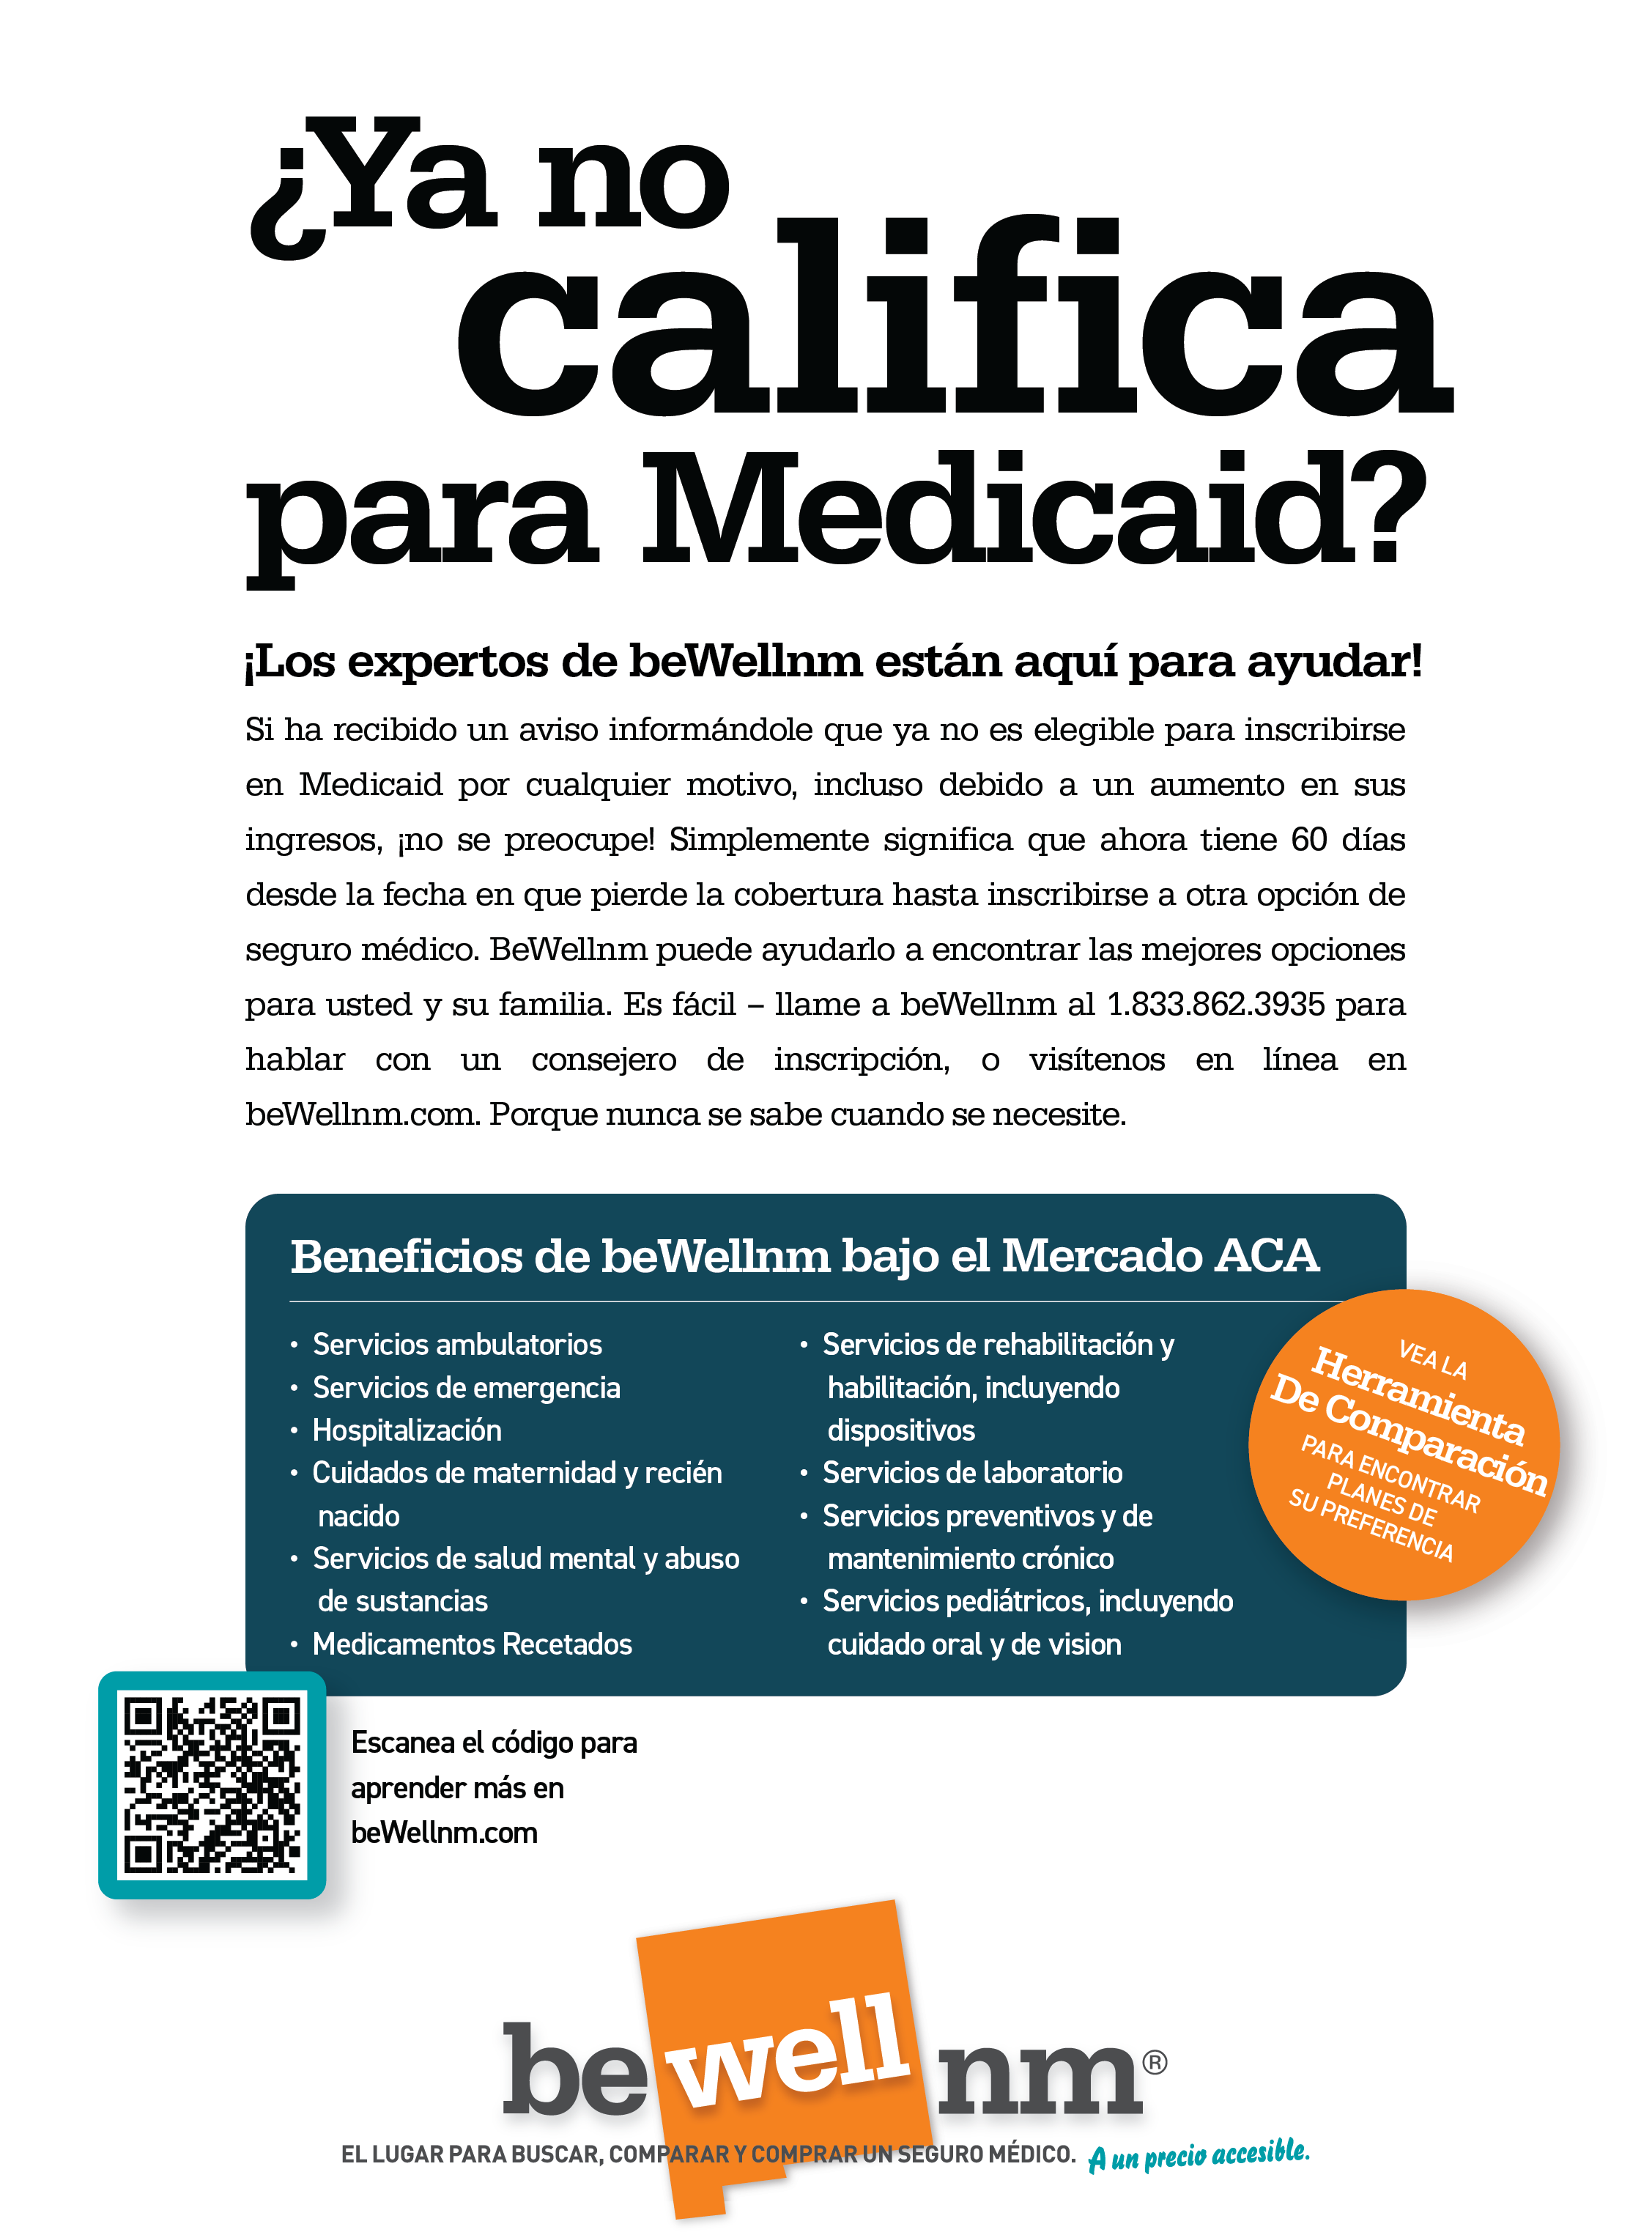 ¿Ya no
califica
para Medicaid?
¡Los expertos de beWellnm están aquí para ayudar!
Si ha recibido un aviso informándole que ya no es elegible para inscribirse
en Medicaid por cualquier motivo, incluso debido a un aumento en sus
ingresos, ¡no se preocupe! Simplemente significa que ahora tiene 60 días
desde la fecha en que pierde la cobertura hasta inscribirse a otra opción de
seguro médico. BeWellnm puede ayudarlo a encontrar las mejores opciones
para usted y su familia. Es fácil – llame a beWellnm al 1.833.862.3935 para
hablar con un consejero de inscripción, o visítenos en línea en
beWellnm.com. Porque nunca se sabe cuando se necesite.
Beneficios de beWellnm bajo el Mercado ACA
• Servicios ambulatorios
• Servicios de emergencia
• Hospitalización
• Cuidados de maternidad y recién
nacido
• Servicios de salud mental y abuso
de sustancias
• Medicamentos Recetados
• Servicios de rehabilitación y
habilitación, incluyendo
dispositivos
• Servicios de laboratorio
• Servicios preventivos y de
mantenimiento crónico
• Servicios pediátricos, incluyendo
cuidado oral y de vision
VEA LA
Herramienta
De Comparación
PARA ENCONTRAR
PLANES DE
SU PREFERENCIA
Escanea el código para
aprender más en
beWellnm.com
be well nm®
EL LUGAR PARA BUSCAR, COMPARAR Y COMPRAR UN SEGURO MÉDICO. A un precio accesible.